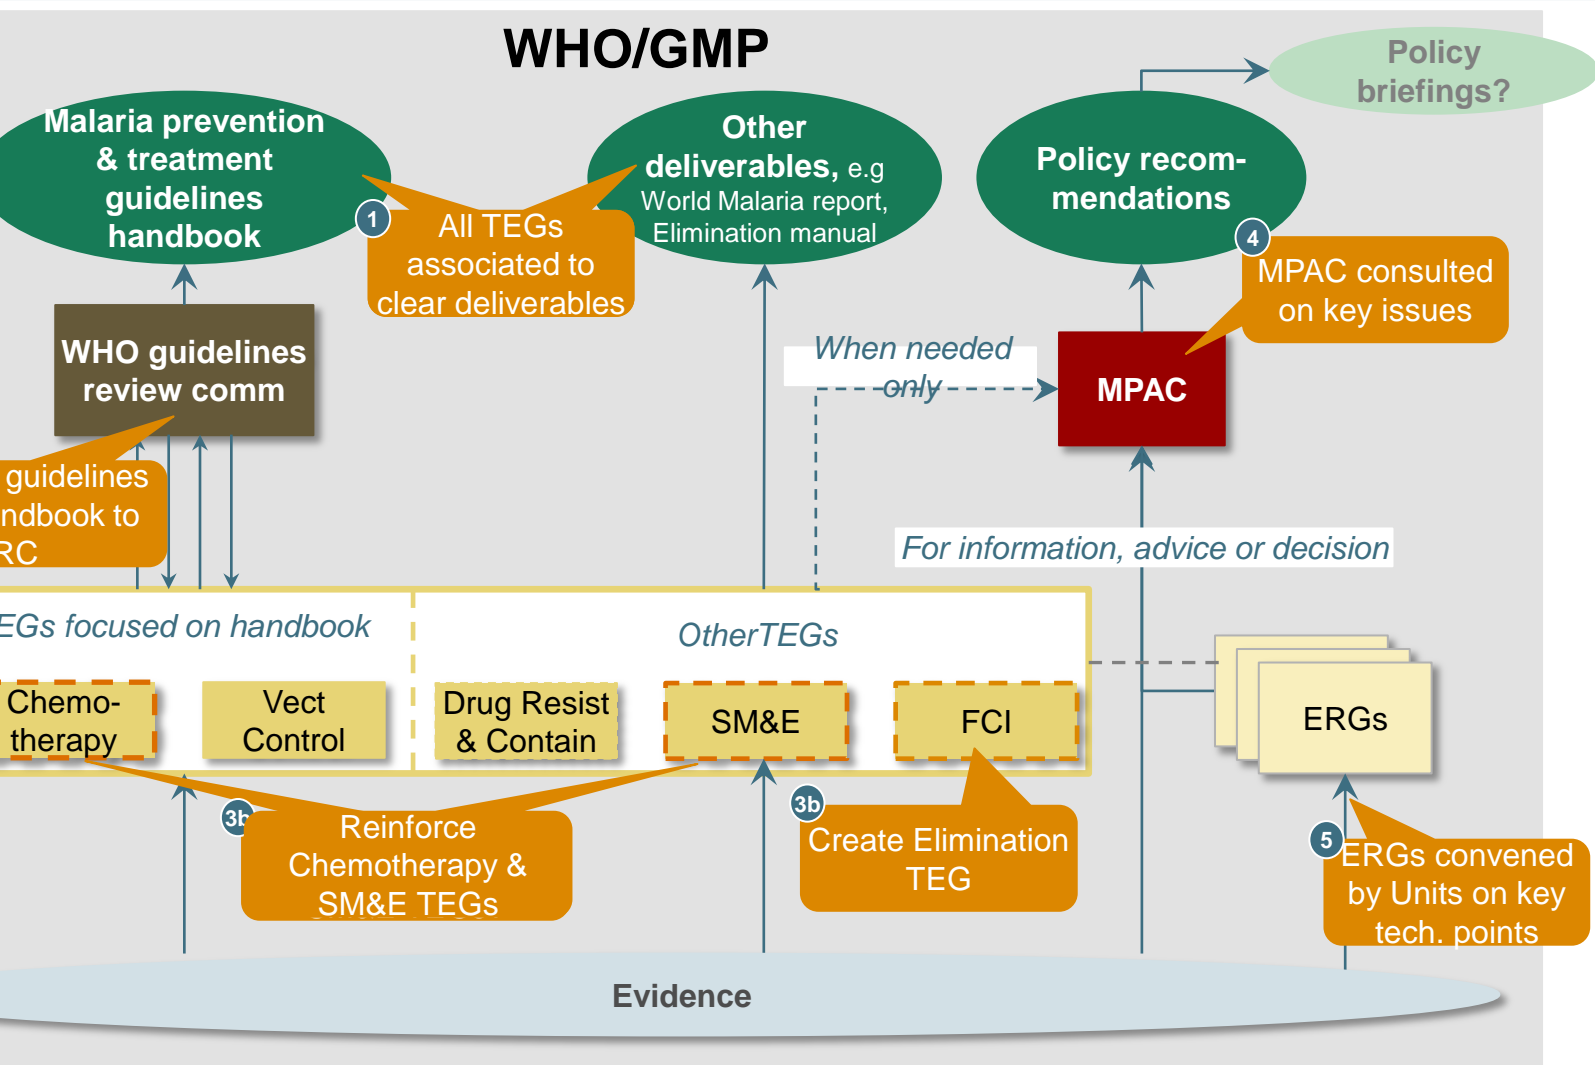 WHO/GMP
Policy
briefings?
Malaria prevention
& treatment
guidelines
handbook
Other
deliverables, e.g
World Malaria report,
Elimination manual
Policy recom-
mendations
1
All TEGs
associated to
clear deliverables
4
MPAC consulted
on key issues
WHO guidelines
review comm
When needed
only
MPAC
guidelines
ndbook to
RC
For information, advice or decision
EGs focused on handbook
OtherTEGs
Chemo-
therapy
Vect
Control
Drug Resist
& Contain
SM&E
FCI
ERGs
3b
Reinforce
Chemotherapy &
SM&E TEGs
3b
Create Elimination
TEG
5
ERGs convened
by Units on key
tech. points
Evidence